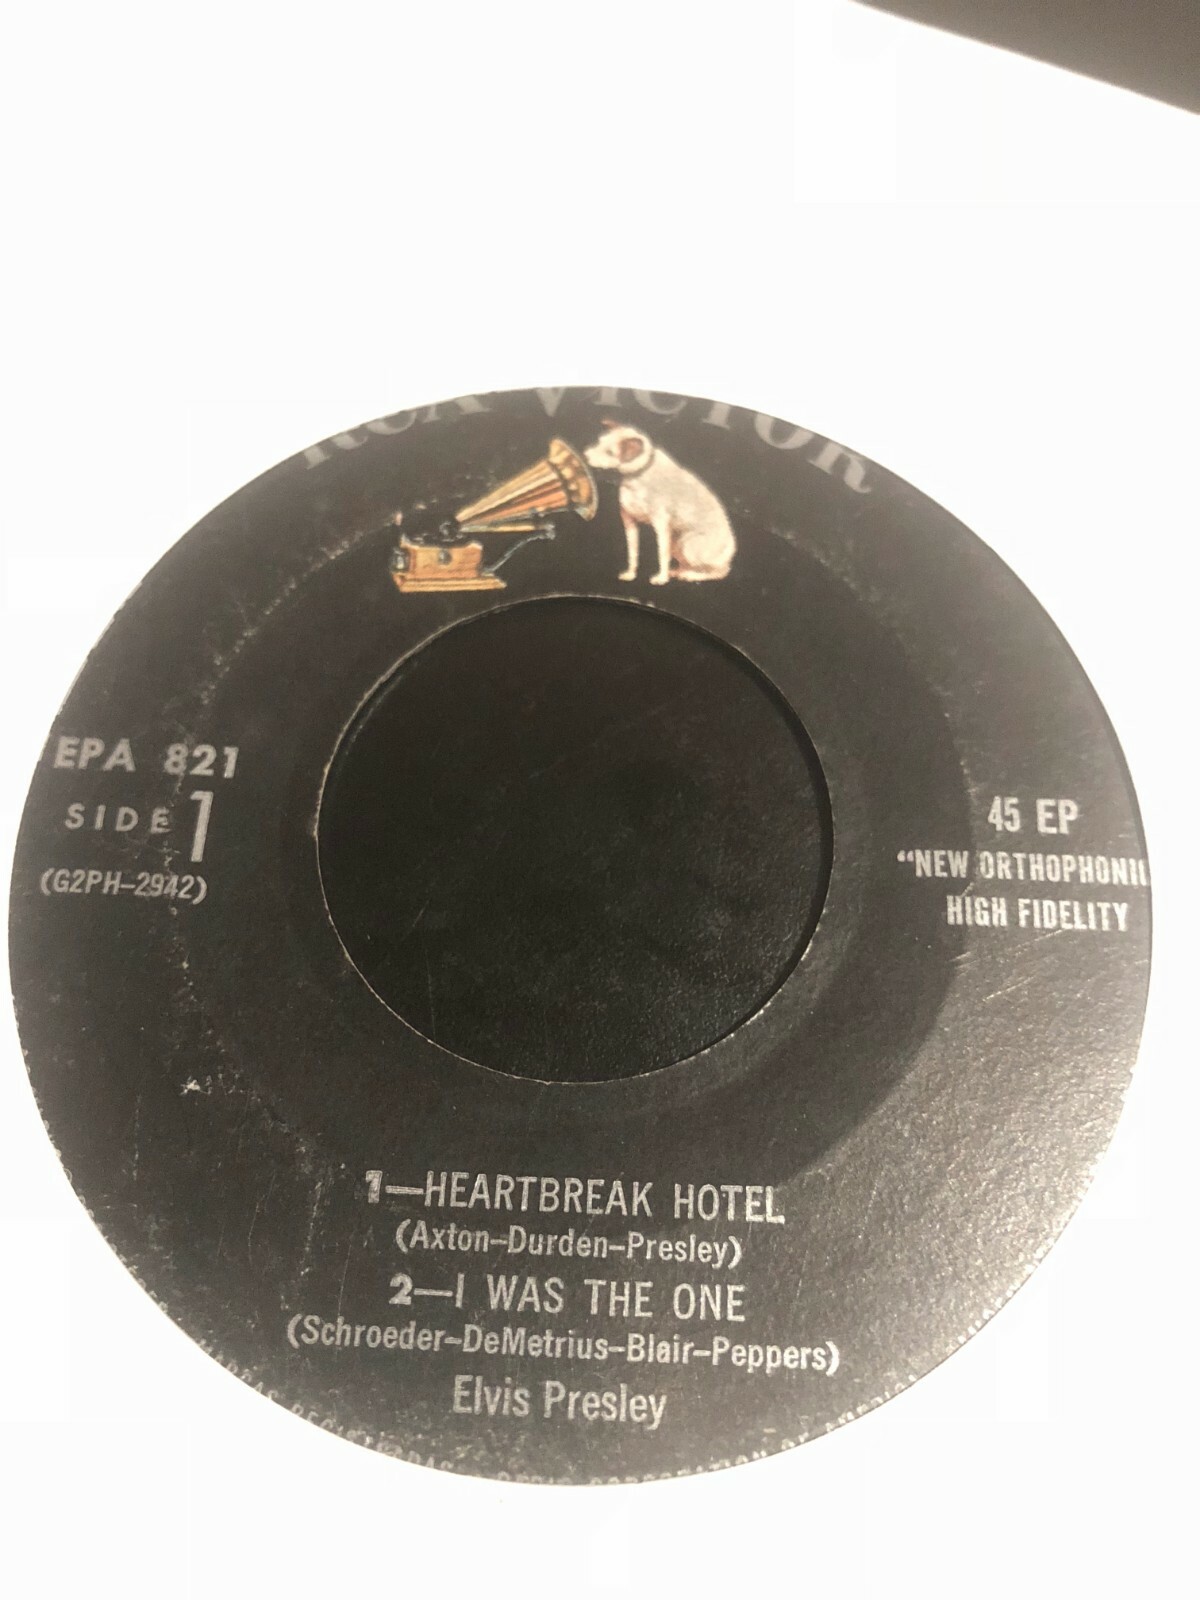 RCA VICTOR
EPA 821
SIDE 1
(G2PH-2942)
45 EP
"NEW ORTHOPHONIC
HIGH FIDELITY
1—HEARTBREAK HOTEL
(Axton-Durden-Presley)
2—I WAS THE ONE
(Schroeder-DeMetrius-Blair-Peppers)
Elvis Presley